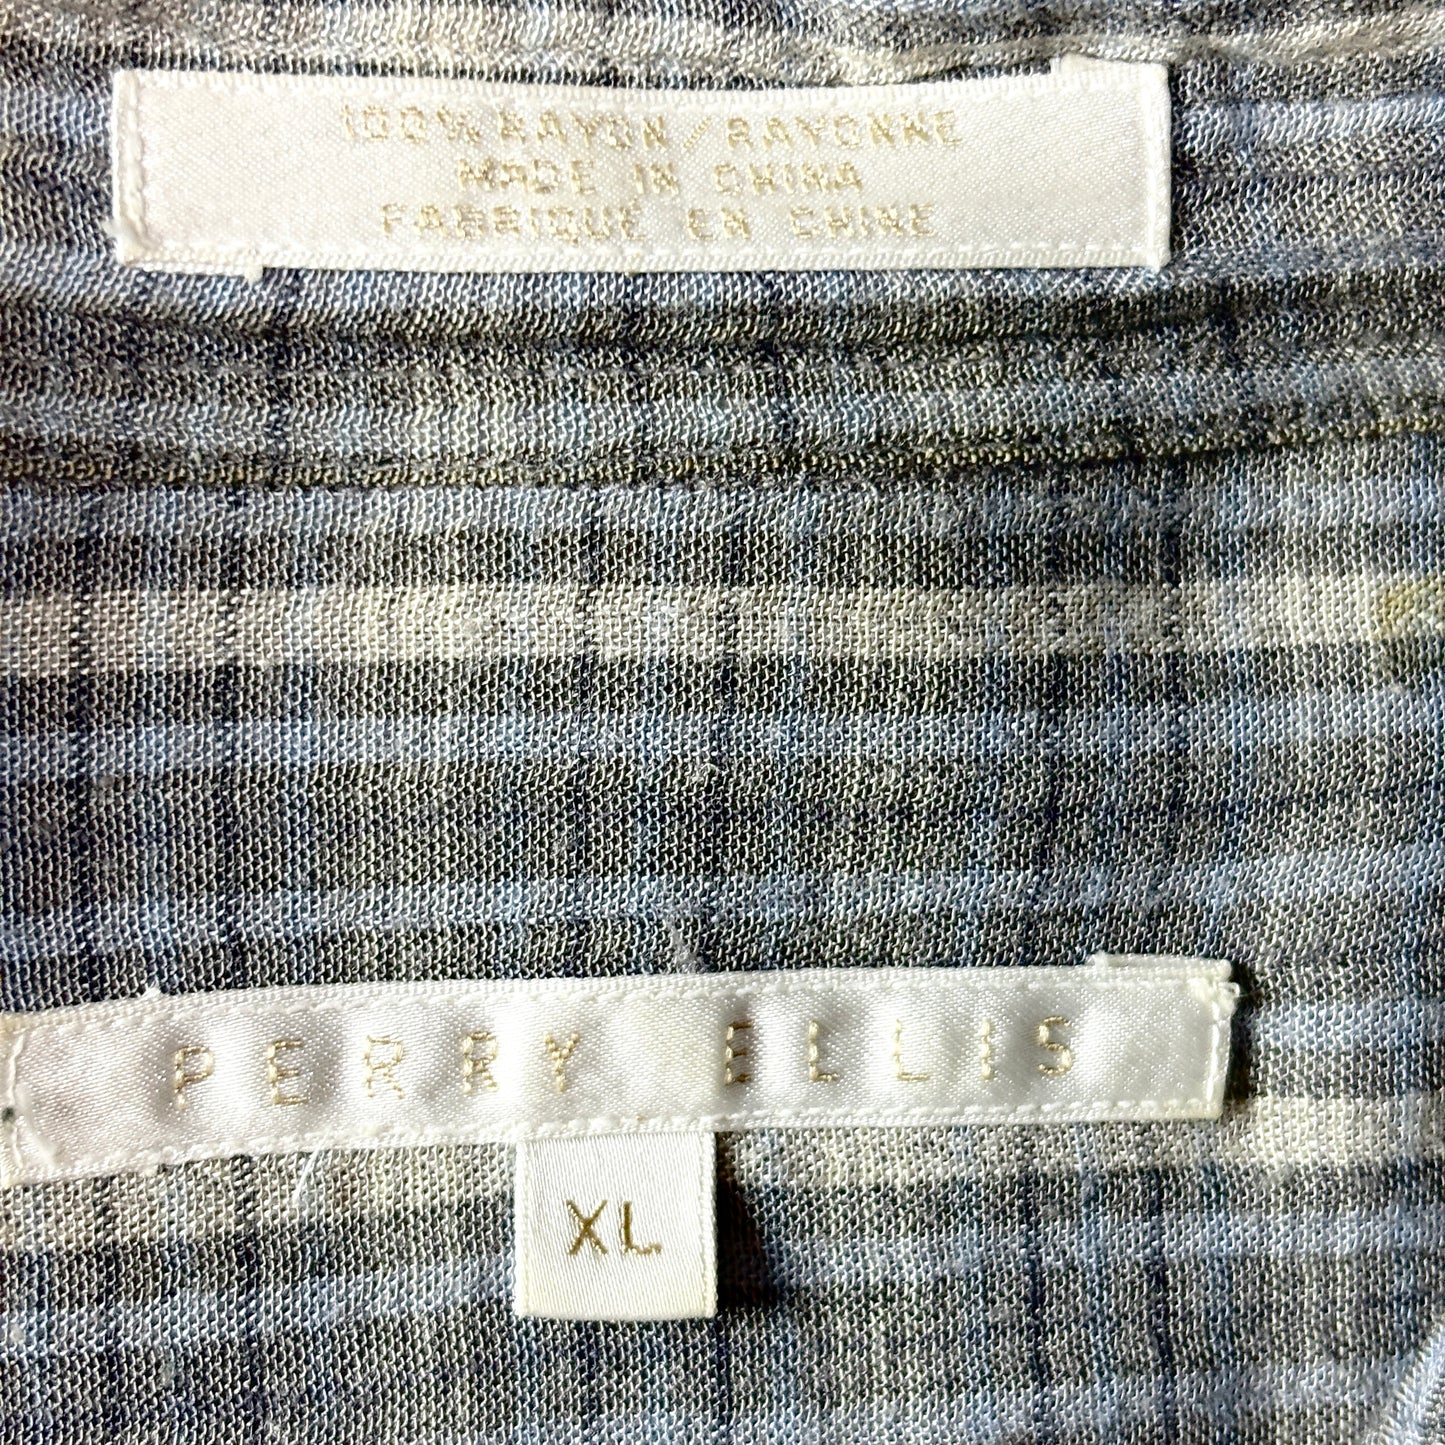 100% RAYON / RAYONNE
MADE IN CHINA
FABRIQUÉ EN CHINE
PERRY ELLIS
XL